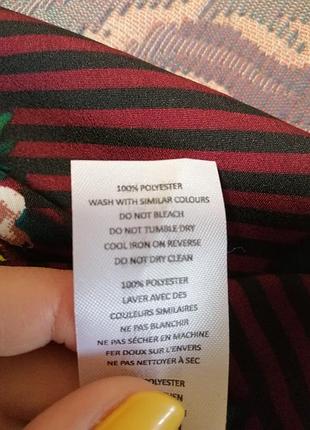 100% POLYESTER
WASH WITH SIMILAR COLOURS
DO NOT BLEACH
DO NOT TUMBLE DRY
COOL IRON ON REVERSE
DO NOT DRY CLEAN
100% POLYESTER
LAVER AVEC DES
COULEURS SIMILAIRES
NE PAS BLANCHIR
NE PAS SÉCHER EN MACHINE
FER DOUX SUR L'ENVERS
NE PAS NETTOYER À SEC
POLYESTER